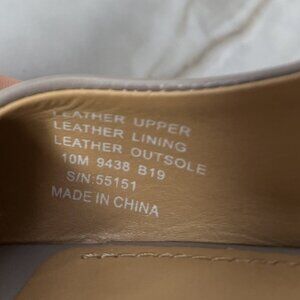 LEATHER UPPER
LEATHER LINING
LEATHER OUTSOLE
10M 9438 B19
S/N:55151
MADE IN CHINA